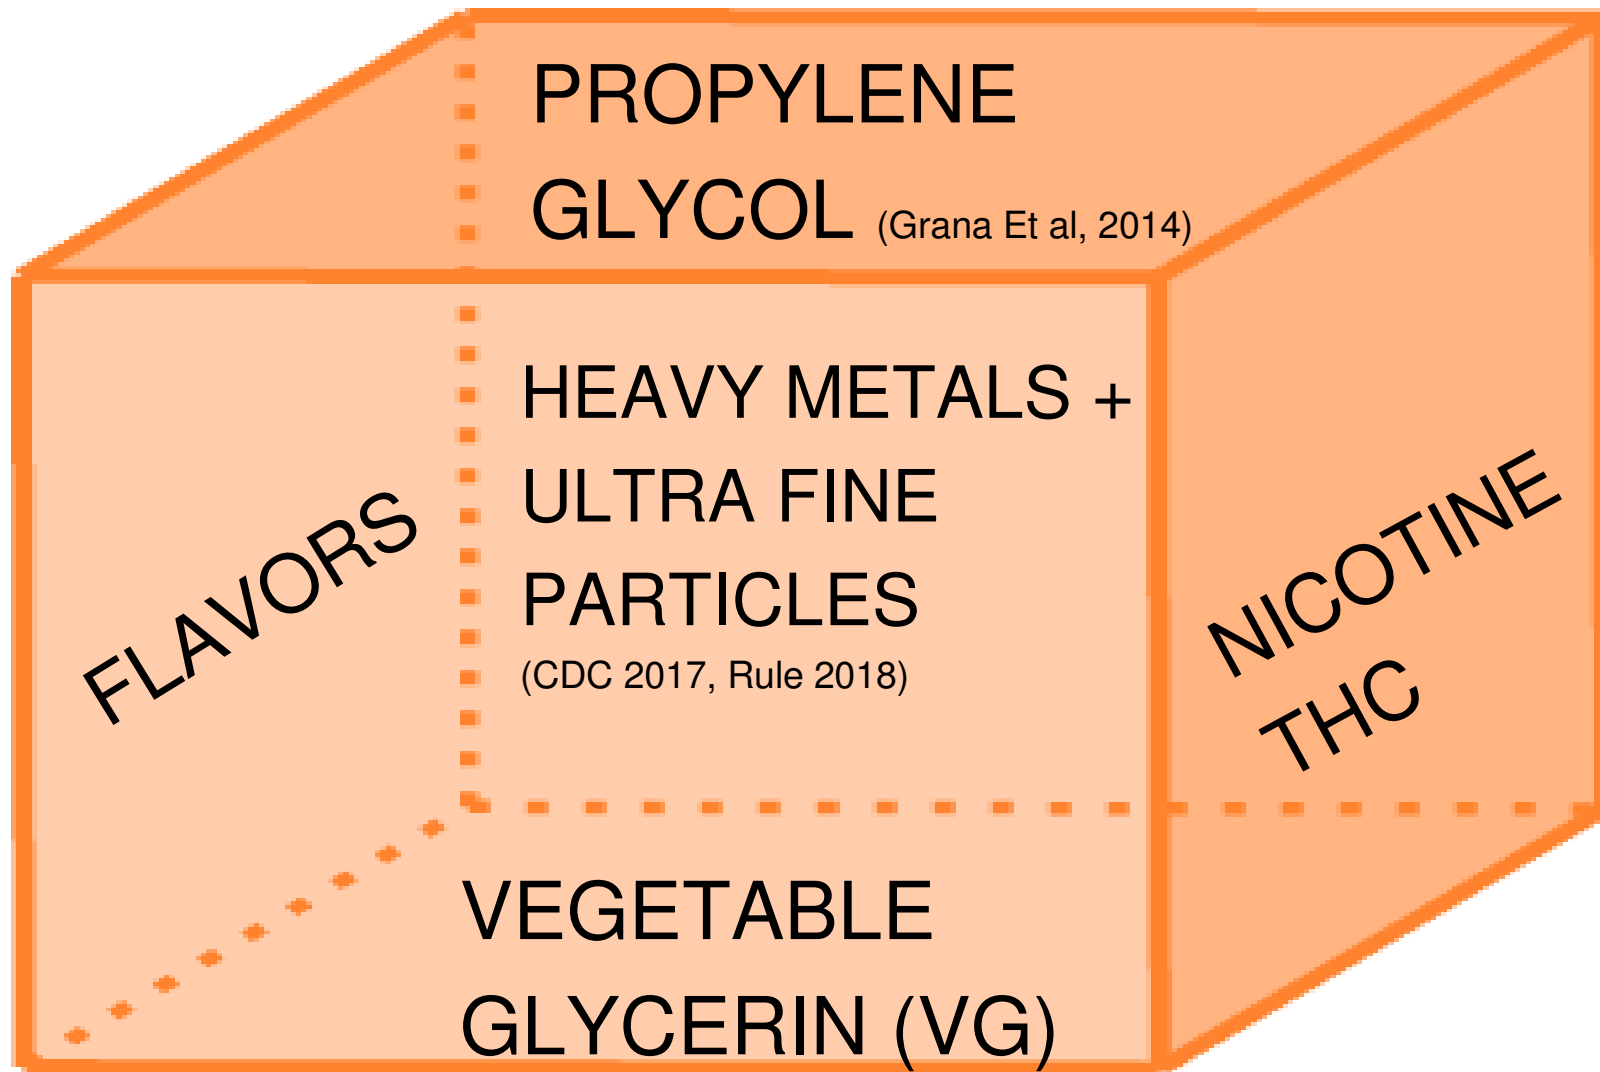 PROPYLENE
GLYCOL (Grana Et al, 2014)
HEAVY METALS +
ULTRA FINE
PARTICLES
(CDC 2017, Rule 2018)
FLAVORS
NICOTINE
THC
VEGETABLE
GLYCERIN (VG)